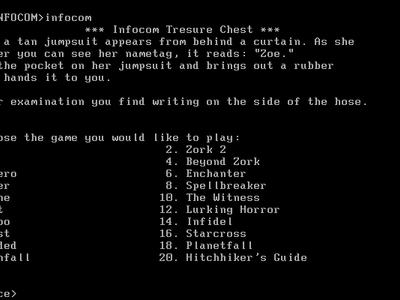 NFOCOM>infocom
*** Infocom Tresure Chest ***
a tan jumpsuit appears from behind a curtain. As she
er you can see her nametag, it reads: "Zoe."
the pocket on her jumpsuit and brings out a rubber
hands it to you.
r examination you find writing on the side of the hose.
ose the game you would like to play:
2. Zork 2
4. Beyond Zork
ero 6. Enchanter
er 8. Spellbreaker
ne 10. The Witness
t 12. Lurking Horror
oo 14. Infidel
st 16. Starcross
ded 18. Planetfall
nfall 20. Hitchhiker's Guide
ce>